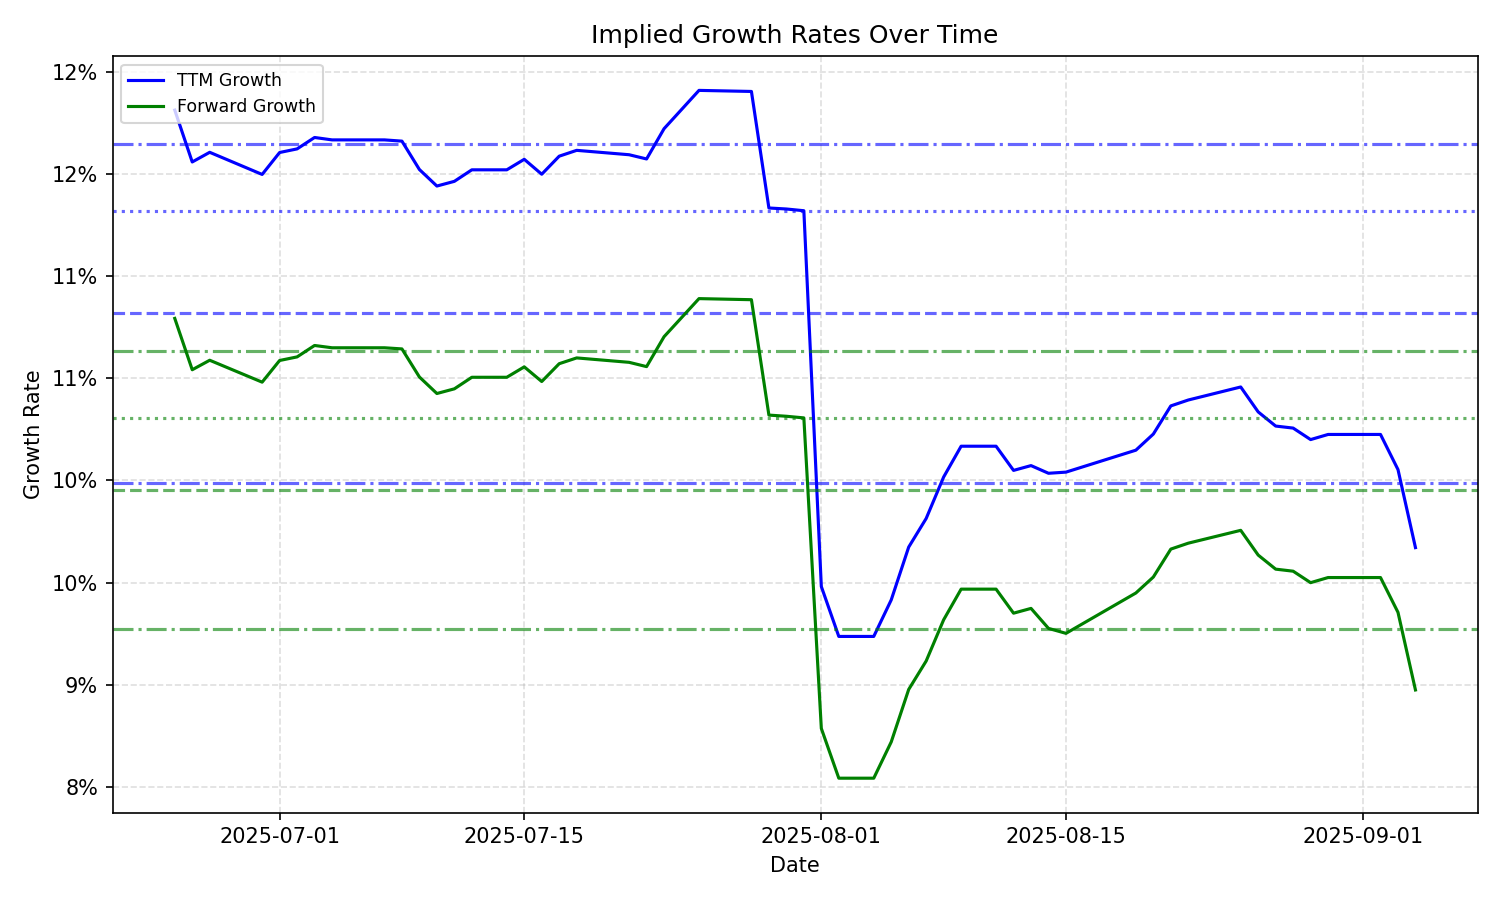 Implied Growth Rates Over Time
TTM Growth
Forward Growth
12%
12%
11%
11%
10%
10%
9%
8%
Growth Rate
2025-07-01
2025-07-15
2025-08-01
2025-08-15
2025-09-01
Date